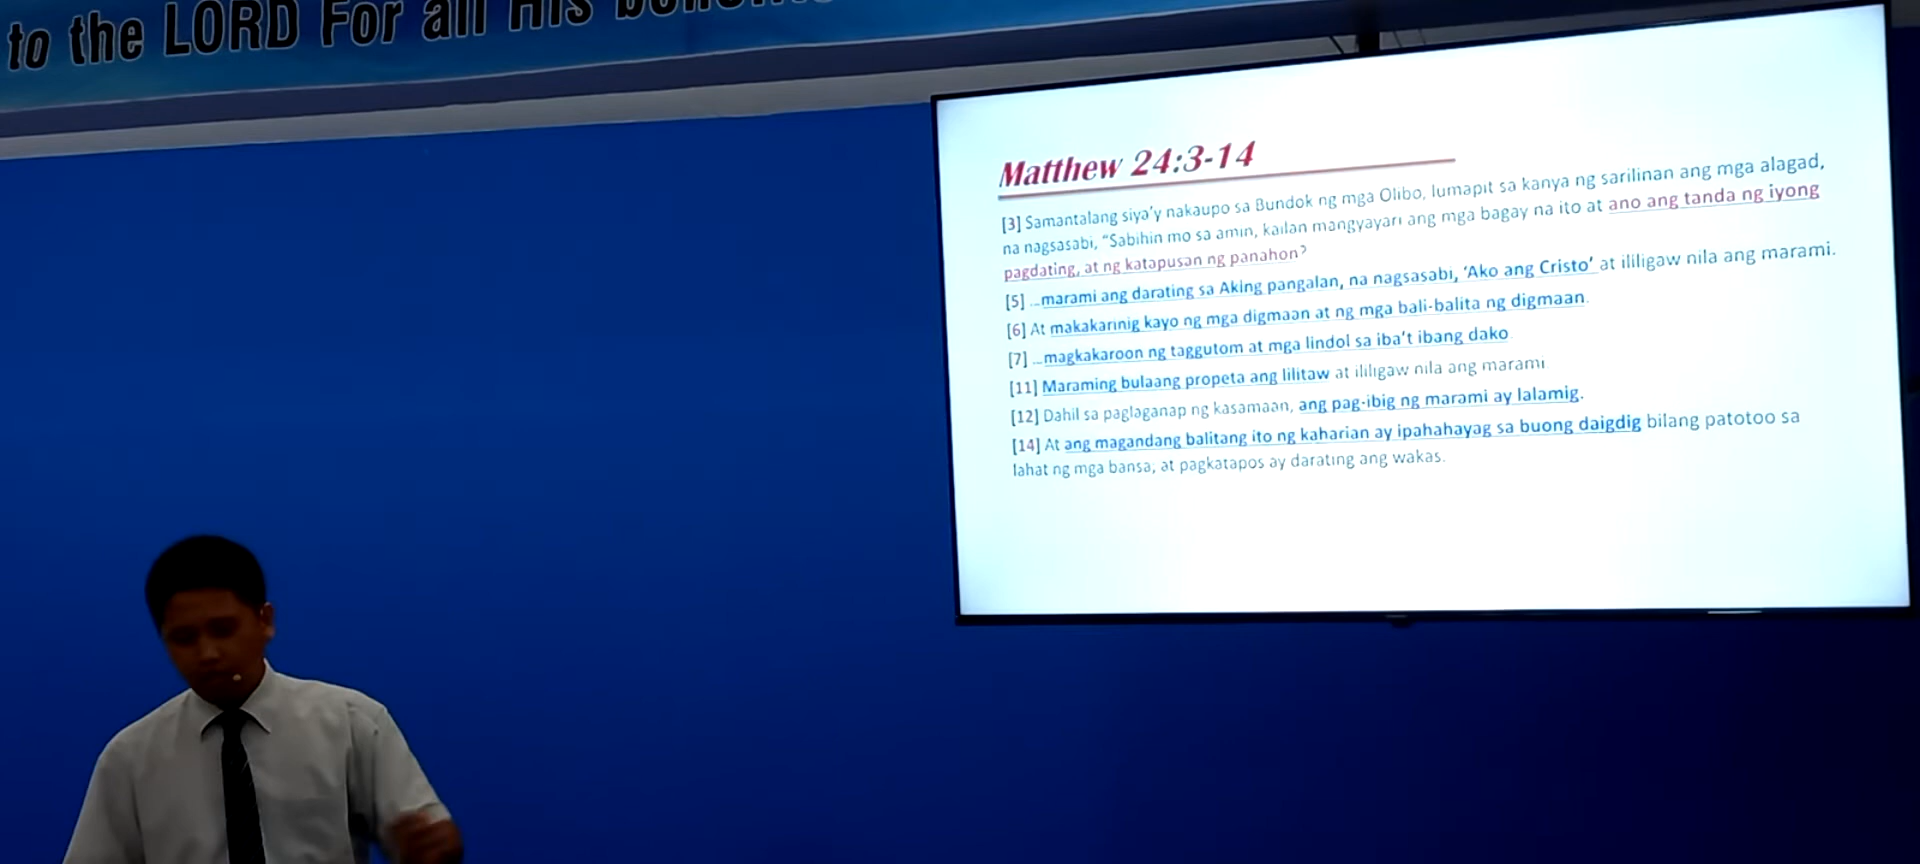 to the LORD For all His
Matthew 24:3-14
[3] Samantalang siya'y nakaupo sa Bundok ng mga Olibo, lumapit sa kanya ng sarilinan ang mga alagad,
na nagsasabi, “Sabihin mo sa amin, kailan mangyayari ang mga bagay na ito at ano ang tanda ng iyong
pagdating, at ng katapusan ng panahon?
[5] ...marami ang darating sa Aking pangalan, na nagsasabi, ‘Ako ang Cristo’ at ililigaw nila ang marami.
[6] At makakarinig kayo ng mga digmaan at ng mga bali-balita ng digmaan.
[7] ...magkakaroon ng taggutom at mga lindol sa iba't ibang dako
[11] Maraming bulaang propeta ang lilitaw at ililigaw nila ang marami
[12] Dahil sa paglaganap ng kasamaan, ang pag-ibig ng marami ay lalamig.
[14] At ang magandang balitang ito ng kaharian ay ipahahayag sa buong daigdig bilang patotoo sa
lahat ng mga bansa, at pagkatapos ay darating ang wakas.